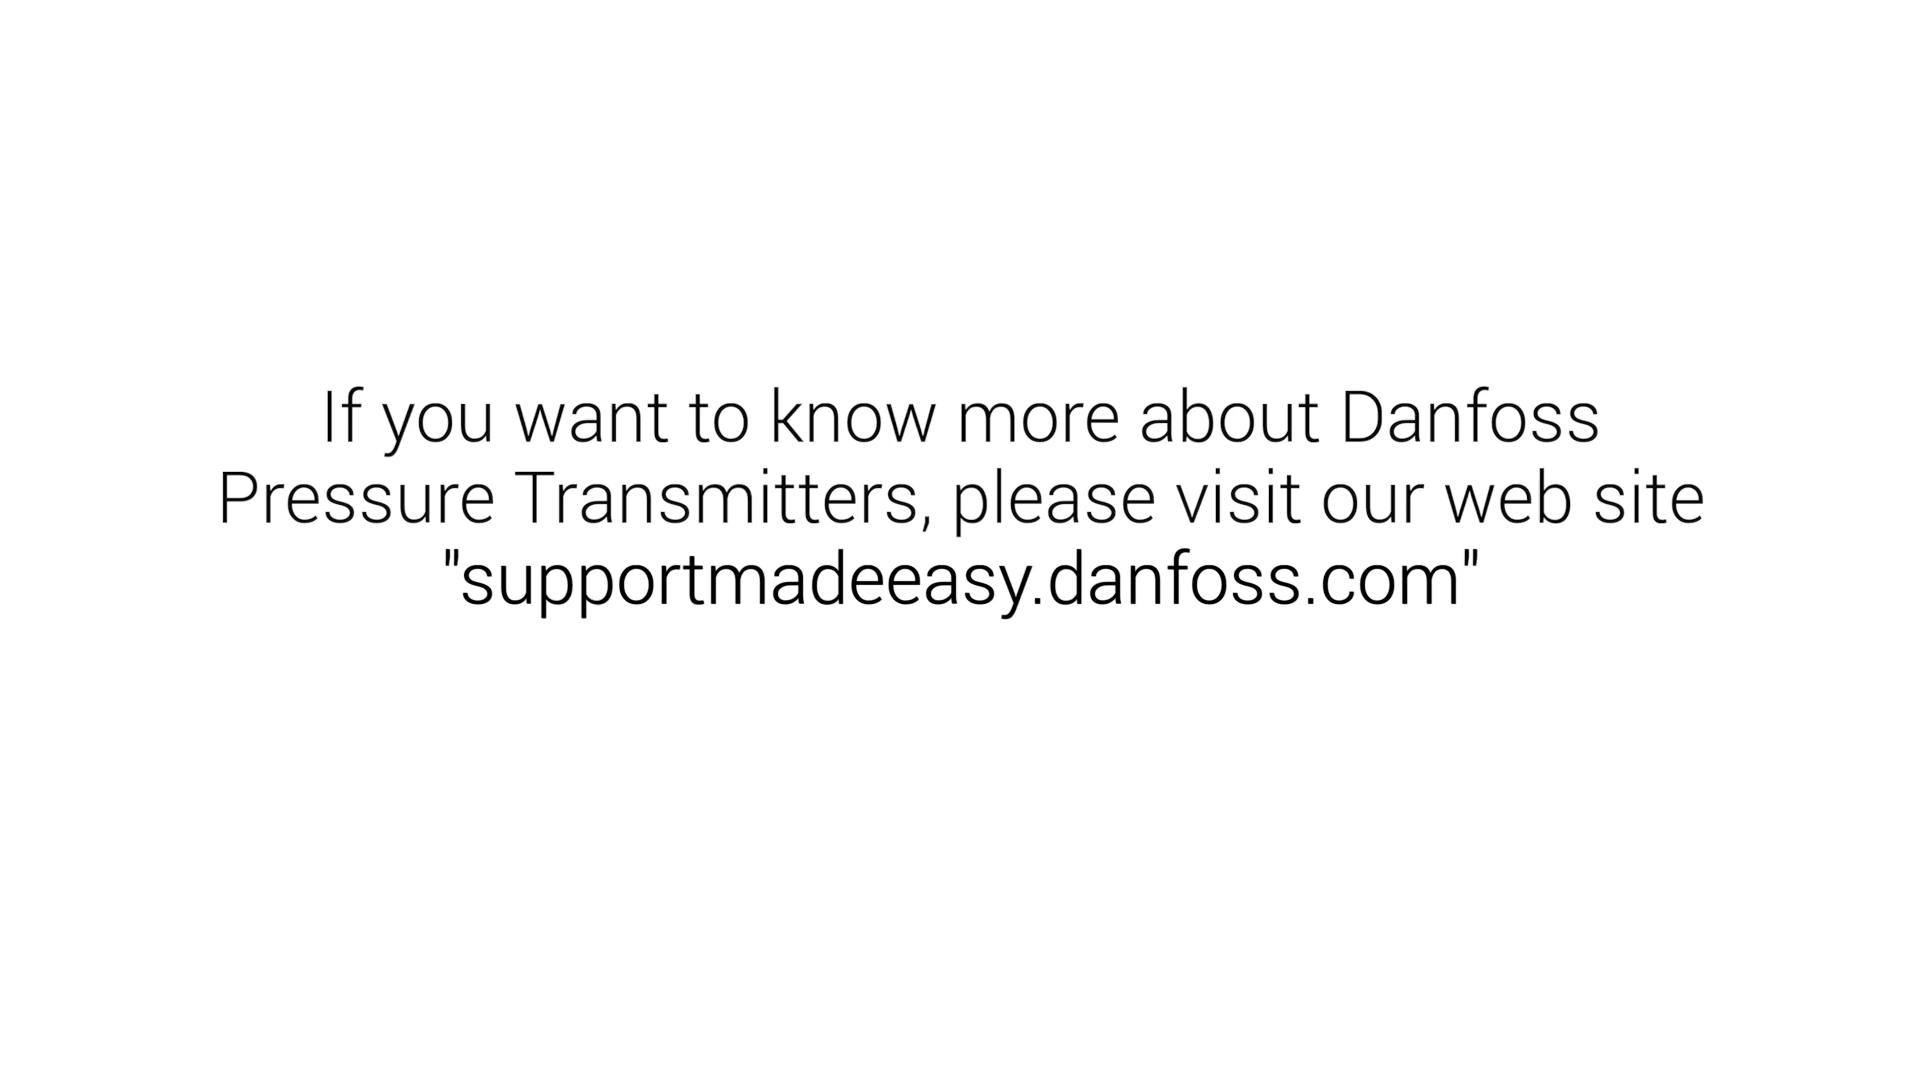 If you want to know more about Danfoss
Pressure Transmitters, please visit our web site
"supportmadeeasy.danfoss.com"